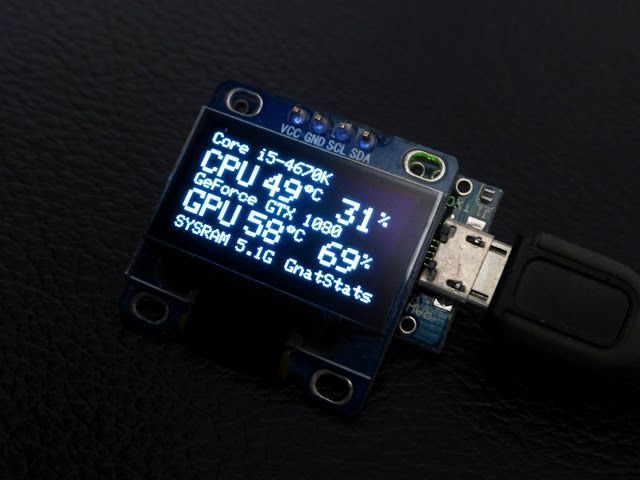 VCC GND SCL SDA
Core i5-4670K
CPU 49°C 31%
GeForce GTX 1080
GPU 58°C 69%
SYSRAM 5.1G GnatStats